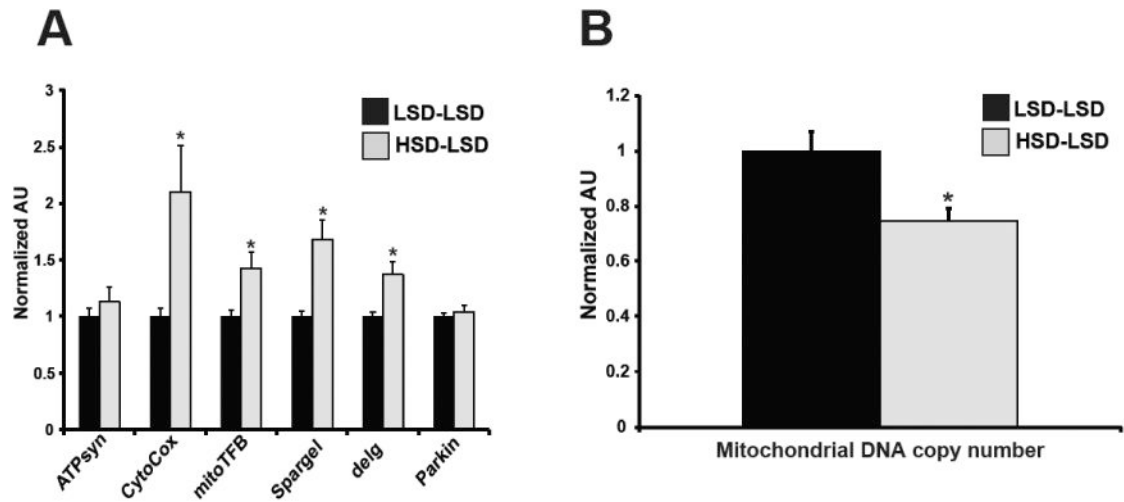 A
Normalized AU
3
2.5
2
1.5
1
0.5
0
LSD-LSD
HSD-LSD
*
*
*
*
ATPsyn
CytoCox
mitoTFB
Spargel
delg
Parkin
B
Normalized AU
1.2
1
0.8
0.6
0.4
0.2
0
LSD-LSD
HSD-LSD
*
Mitochondrial DNA copy number